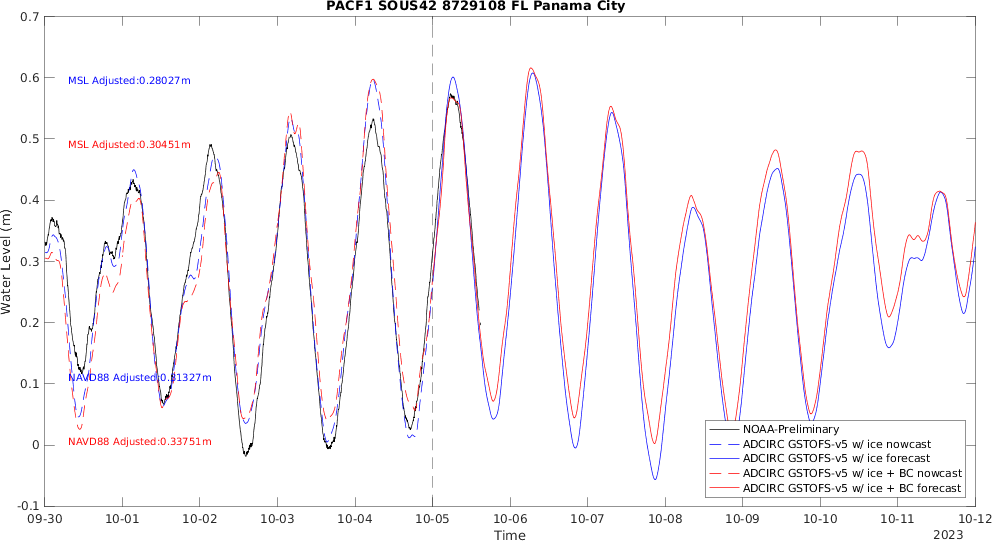 PACF1 SOUS42 8729108 FL Panama City
0.7
0.6
0.5
0.4
0.3
0.2
0.1
0
-0.1
Water Level (m)
MSL Adjusted:0.28027m
MSL Adjusted:0.30451m
NAVD88 Adjusted:0.31327m
NAVD88 Adjusted:0.33751m
NOAA-Preliminary
ADCIRC GSTOFS-v5 w/ ice nowcast
ADCIRC GSTOFS-v5 w/ ice forecast
ADCIRC GSTOFS-v5 w/ ice + BC nowcast
ADCIRC GSTOFS-v5 w/ ice + BC forecast
09-30 10-01 10-02 10-03 10-04 10-05 10-06 10-07 10-08 10-09 10-10 10-11 10-12
Time
2023